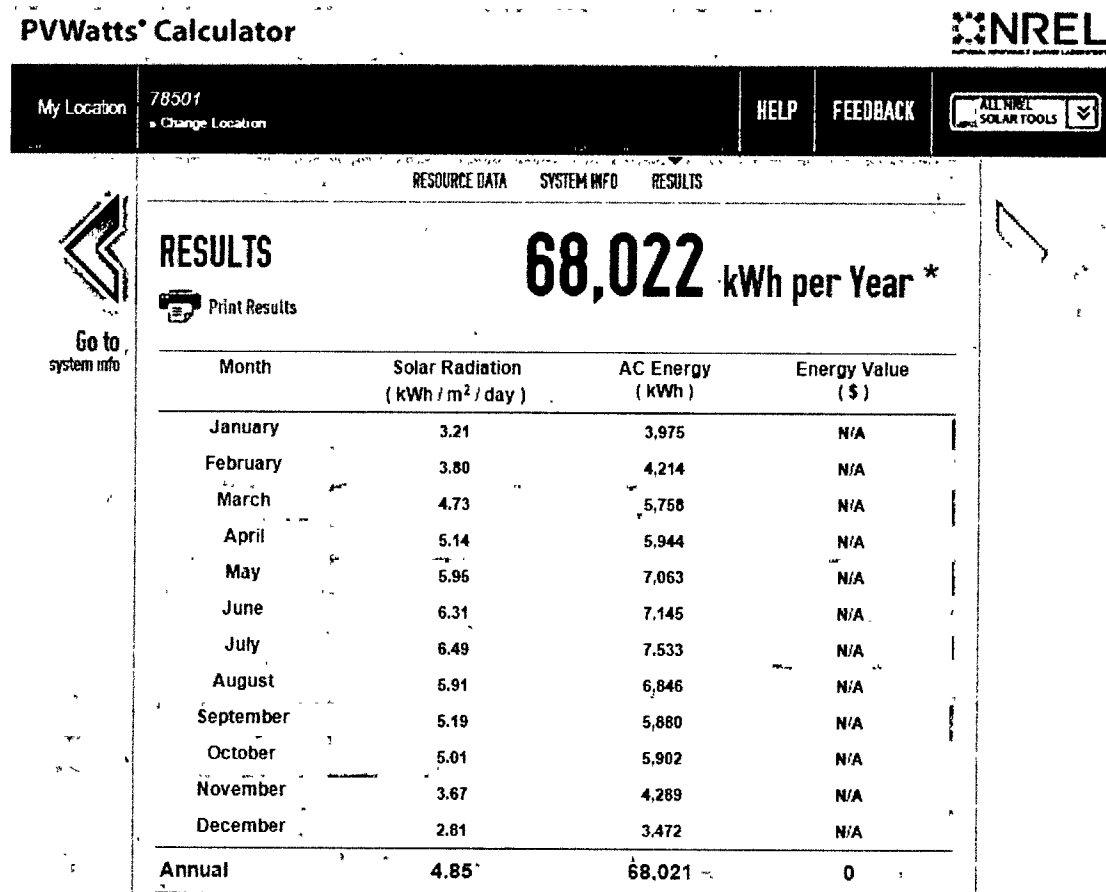 PVWatts® Calculator
NREL
NATIONAL RENEWABLE ENERGY LABORATORY
My Location
78501
» Change Location
HELP
FEEDBACK
ALL NREL
SOLAR TOOLS
RESOURCE DATA SYSTEM INFO RESULTS
RESULTS
68,022 kWh per Year *
Print Results
Go to
system info
Month Solar Radiation AC Energy Energy Value
( kWh / m² / day ) ( kWh ) ( $ )
January 3.21 3,975 N/A
February 3.80 4,214 N/A
March 4.73 5,758 N/A
April 5.14 5,944 N/A
May 5.95 7,063 N/A
June 6.31 7,145 N/A
July 6.49 7,533 N/A
August 5.91 6,846 N/A
September 5.19 5,880 N/A
October 5.01 5,902 N/A
November 3.67 4,289 N/A
December 2.81 3,472 N/A
Annual 4.85 68,021 0